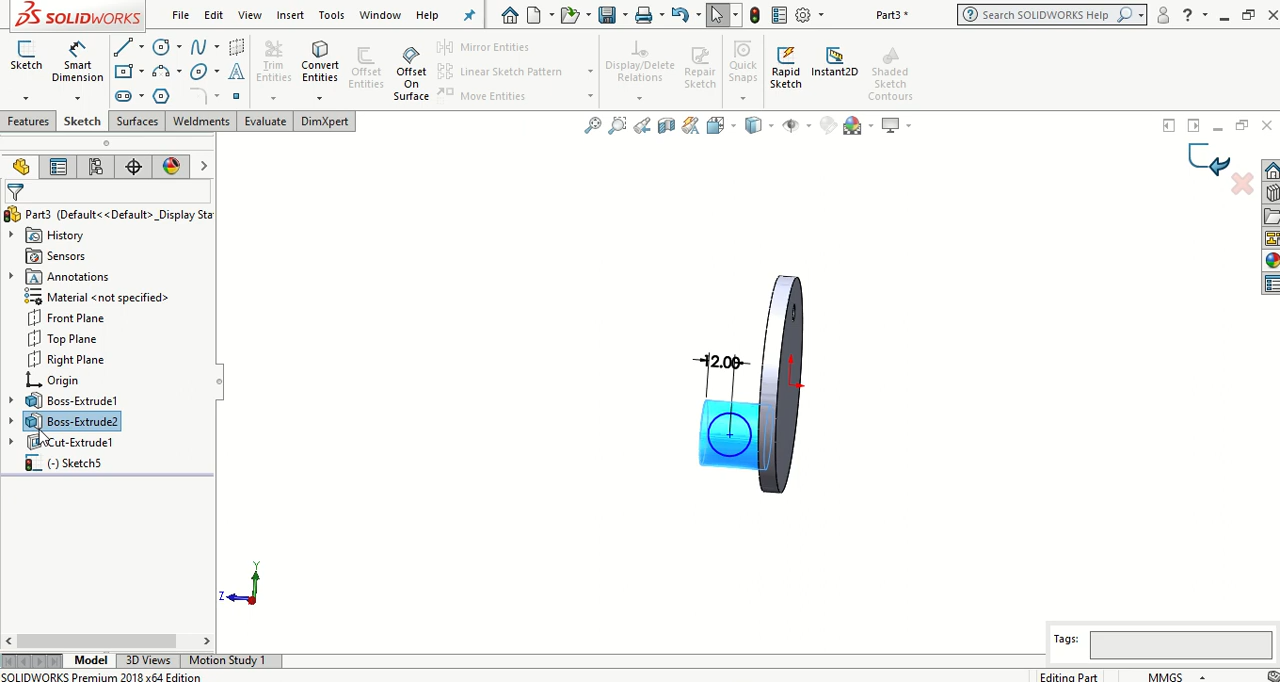 SOLIDWORKS
File Edit View Insert Tools Window Help
Part3 *
Search SOLIDWORKS Help
?
Sketch
Smart Dimension
Trim Entities
Convert Entities
Offset Entities
Offset On Surface
Mirror Entities
Linear Sketch Pattern
Move Entities
Display/Delete Relations
Repair Sketch
Quick Snaps
Rapid Sketch
Instant2D
Shaded Sketch Contours
Features Sketch Surfaces Weldments Evaluate DimXpert
Part3 (Default<<Default>_Display Sta
History
Sensors
Annotations
Material <not specified>
Front Plane
Top Plane
Right Plane
Origin
Boss-Extrude1
Boss-Extrude2
Cut-Extrude1
(-) Sketch5
12.00
Y
Z
Tags:
Model 3D Views Motion Study 1
SOLIDWORKS Premium 2018 x64 Edition
Editing Part
MMGS